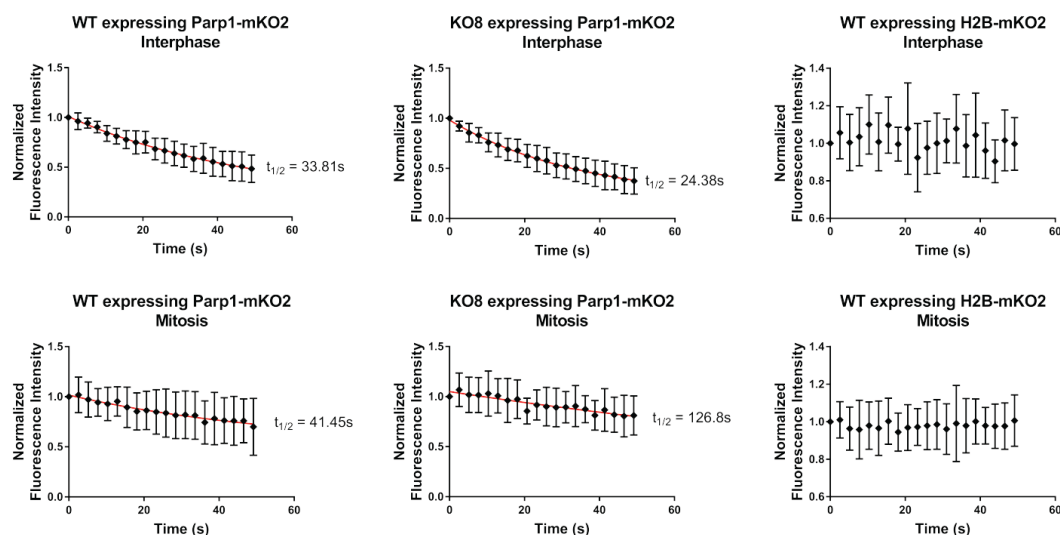 WT expressing Parp1-mKO2
Interphase
Normalized
Fluorescence Intensity
1.5
1.0
0.5
0.0
0
20
40
60
Time (s)
t1/2 = 33.81s
KO8 expressing Parp1-mKO2
Interphase
Normalized
Fluorescence Intensity
1.5
1.0
0.5
0.0
0
20
40
60
Time (s)
t1/2 = 24.38s
WT expressing H2B-mKO2
Interphase
Normalized
Fluorescence Intensity
1.4
1.2
1.0
0.8
0.6
0
20
40
60
Time (s)
WT expressing Parp1-mKO2
Mitosis
Normalized
Fluorescence Intensity
1.5
1.0
0.5
0.0
0
20
40
60
Time (s)
t1/2 = 41.45s
KO8 expressing Parp1-mKO2
Mitosis
Normalized
Fluorescence Intensity
1.5
1.0
0.5
0.0
0
20
40
60
Time (s)
t1/2 = 126.8s
WT expressing H2B-mKO2
Mitosis
Normalized
Fluorescence Intensity
1.4
1.2
1.0
0.8
0.6
0
20
40
60
Time (s)